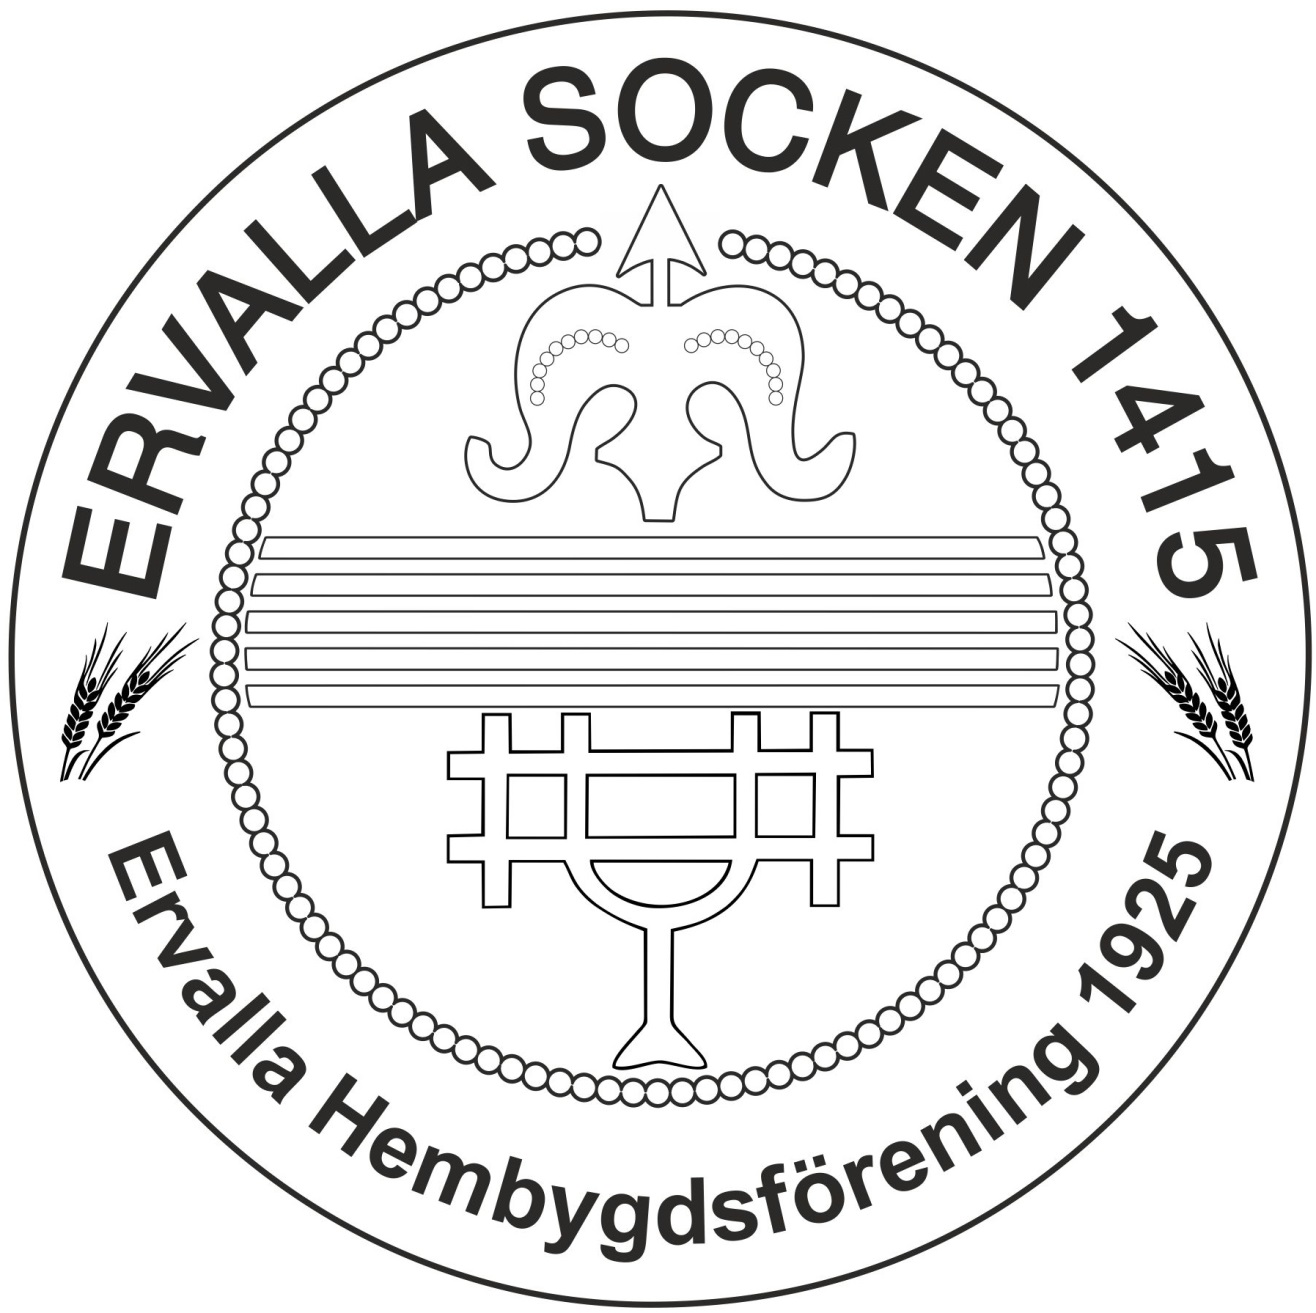 ERVALLA SOCKEN 1415
Ervalla Hembygdsförening 1925